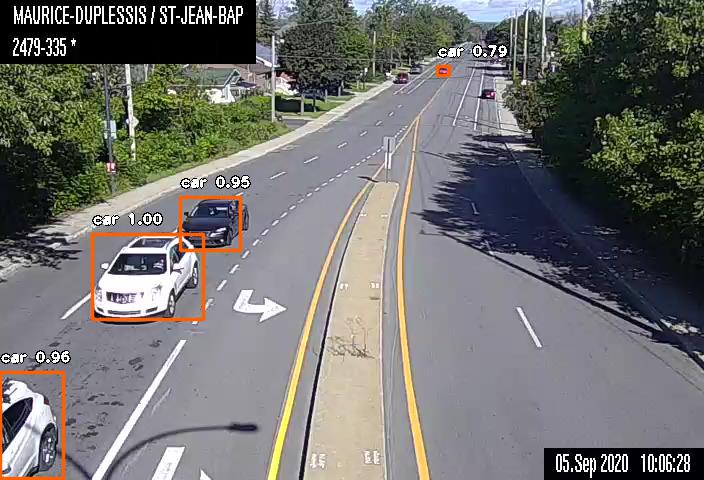 MAURICE-DUPLESSIS / ST-JEAN-BAP
2479-335 *
car 0.79
car 0.95
car 1.00
car 0.96
05.Sep 2020 10:06:28